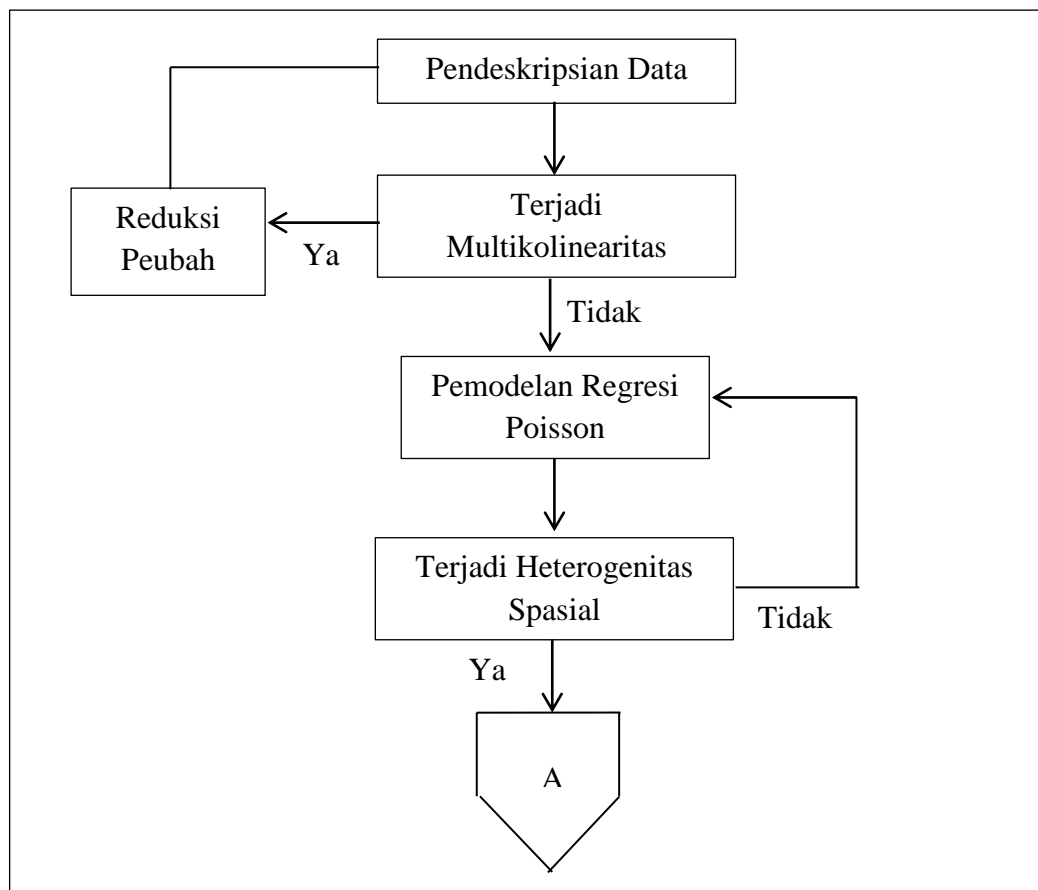 Pendeskripsian Data
Terjadi
Multikolinearitas
Reduksi
Peubah
Ya
Tidak
Pemodelan Regresi
Poisson
Terjadi Heterogenitas
Spasial
Tidak
Ya
A